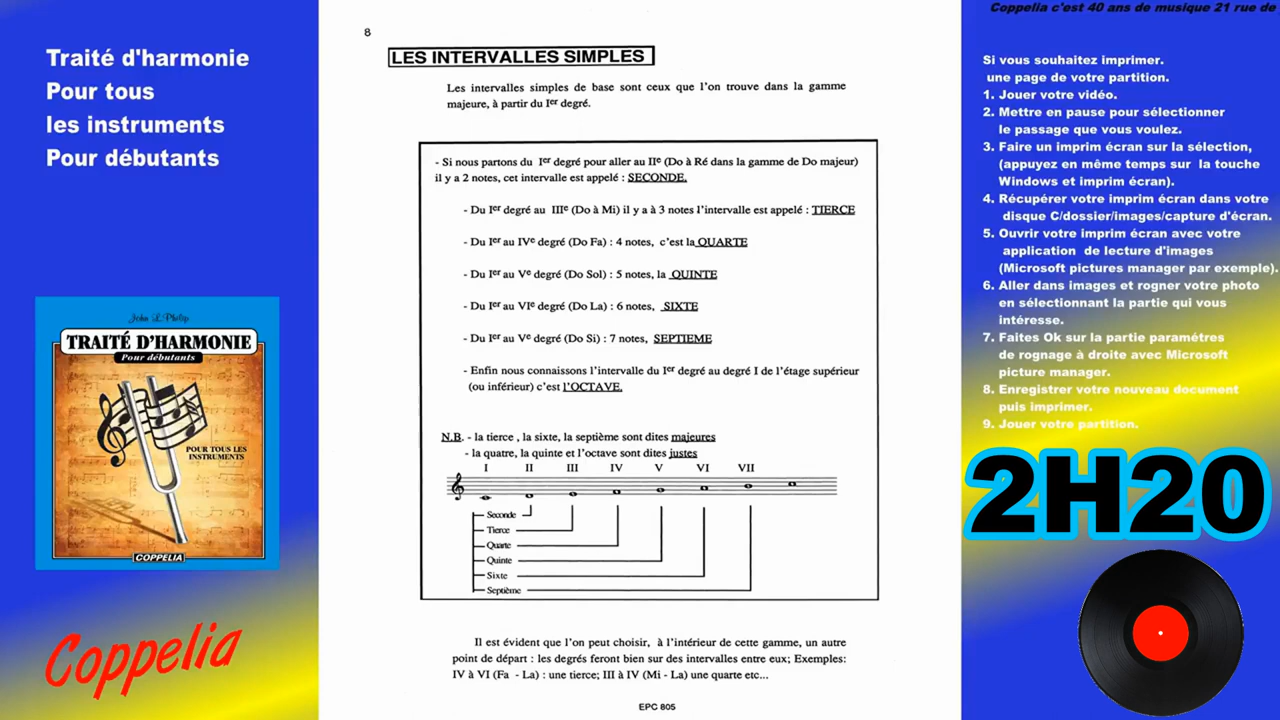 Traité d'harmonie
Pour tous
les instruments
Pour débutants
John L. Philip
TRAITÉ D'HARMONIE
Pour débutants
POUR TOUS LES
INSTRUMENTS
COPPELIA
Coppelia
8
LES INTERVALLES SIMPLES
Les intervalles simples de base sont ceux que l'on trouve dans la gamme
majeure, à partir du Ier degré.
- Si nous partons du Ier degré pour aller au IIe (Do à Ré dans la gamme de Do majeur)
il y a 2 notes, cet intervalle est appelé : SECONDE.
- Du Ier degré au IIIe (Do à Mi) il y a à 3 notes l'intervalle est appelé : TIERCE
- Du Ier au IVe degré (Do Fa) : 4 notes, c'est la QUARTE
- Du Ier au Ve degré (Do Sol) : 5 notes, la QUINTE
- Du Ier au VIe degré (Do La) : 6 notes, SIXTE
- Du Ier au Ve degré (Do Si) : 7 notes, SEPTIEME
- Enfin nous connaissons l'intervalle du Ier degré au degré I de l'étage supérieur
(ou inférieur) c'est l'OCTAVE.
N.B. - la tierce , la sixte, la septième sont dites majeures
- la quatre, la quinte et l'octave sont dites justes
I II III IV V VI VII
Seconde
Tierce
Quarte
Quinte
Sixte
Septième
Il est évident que l'on peut choisir, à l'intérieur de cette gamme, un autre
point de départ : les degrés feront bien sur des intervalles entre eux; Exemples:
IV à VI (Fa - La) : une tierce; III à IV (Mi - La) une quarte etc...
EPC 805
Coppelia c'est 40 ans de musique 21 rue de
Si vous souhaitez imprimer.
une page de votre partition.
1. Jouer votre vidéo.
2. Mettre en pause pour sélectionner
le passage que vous voulez.
3. Faire un imprim écran sur la sélection,
(appuyez en même temps sur la touche
Windows et imprim écran).
4. Récupérer votre imprim écran dans votre
disque C/dossier/images/capture d'écran.
5. Ouvrir votre imprim écran avec votre
application de lecture d'images
(Microsoft pictures manager par exemple).
6. Aller dans images et rogner votre photo
en sélectionnant la partie qui vous
intéresse.
7. Faites Ok sur la partie paramétres
de rognage à droite avec Microsoft
picture manager.
8. Enregistrer votre nouveau document
puis imprimer.
9. Jouer votre partition.
2H20